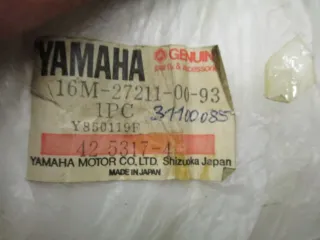 YAMAHA GENUINE
Parts & Accessories
16M-27211-00-93
1PC 31100085
Y850119F
42 5317-4
YAMAHA MOTOR CO., LTD. Shizuoka Japan
MADE IN JAPAN